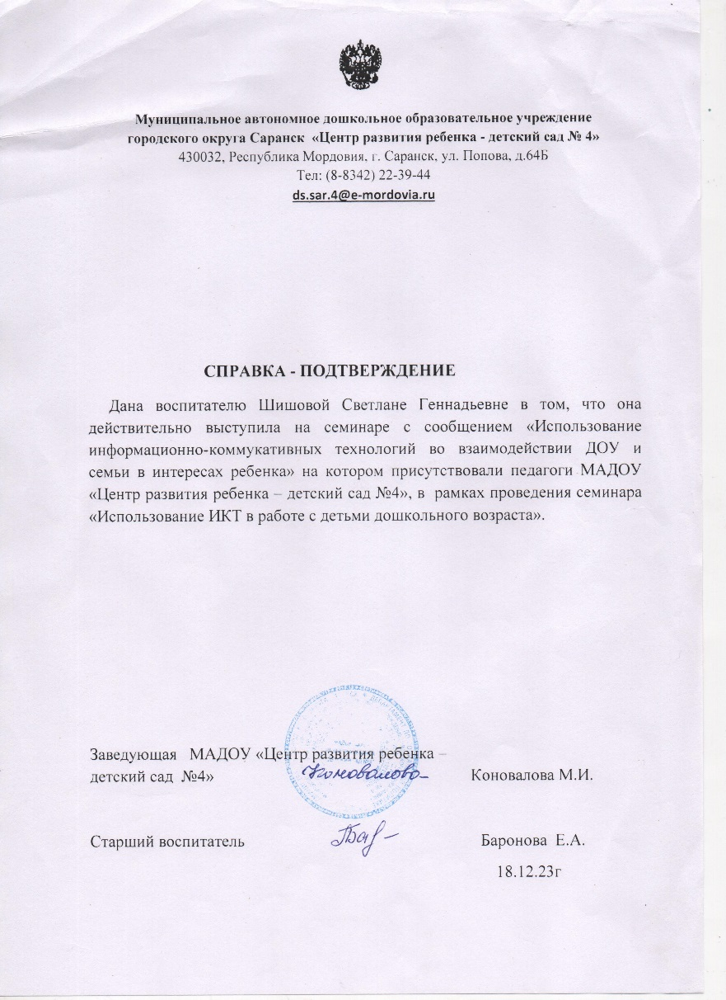 Муниципальное автономное дошкольное образовательное учреждение
городского округа Саранск «Центр развития ребенка - детский сад № 4»
430032, Республика Мордовия, г. Саранск, ул. Попова, д.64Б
Тел: (8-8342) 22-39-44
ds.sar.4@e-mordovia.ru
СПРАВКА - ПОДТВЕРЖДЕНИЕ
Дана воспитателю Шишовой Светлане Геннадьевне в том, что она
действительно выступила на семинаре с сообщением «Использование
информационно-коммукативных технологий во взаимодействии ДОУ и
семьи в интересах ребенка» на котором присутствовали педагоги МАДОУ
«Центр развития ребенка – детский сад №4», в рамках проведения семинара
«Использование ИКТ в работе с детьми дошкольного возраста».
Заведующая МАДОУ «Центр развития ребенка –
детский сад №4» Коновалова Коновалова М.И.
Старший воспитатель Бар Баронова Е.А.
18.12.23г